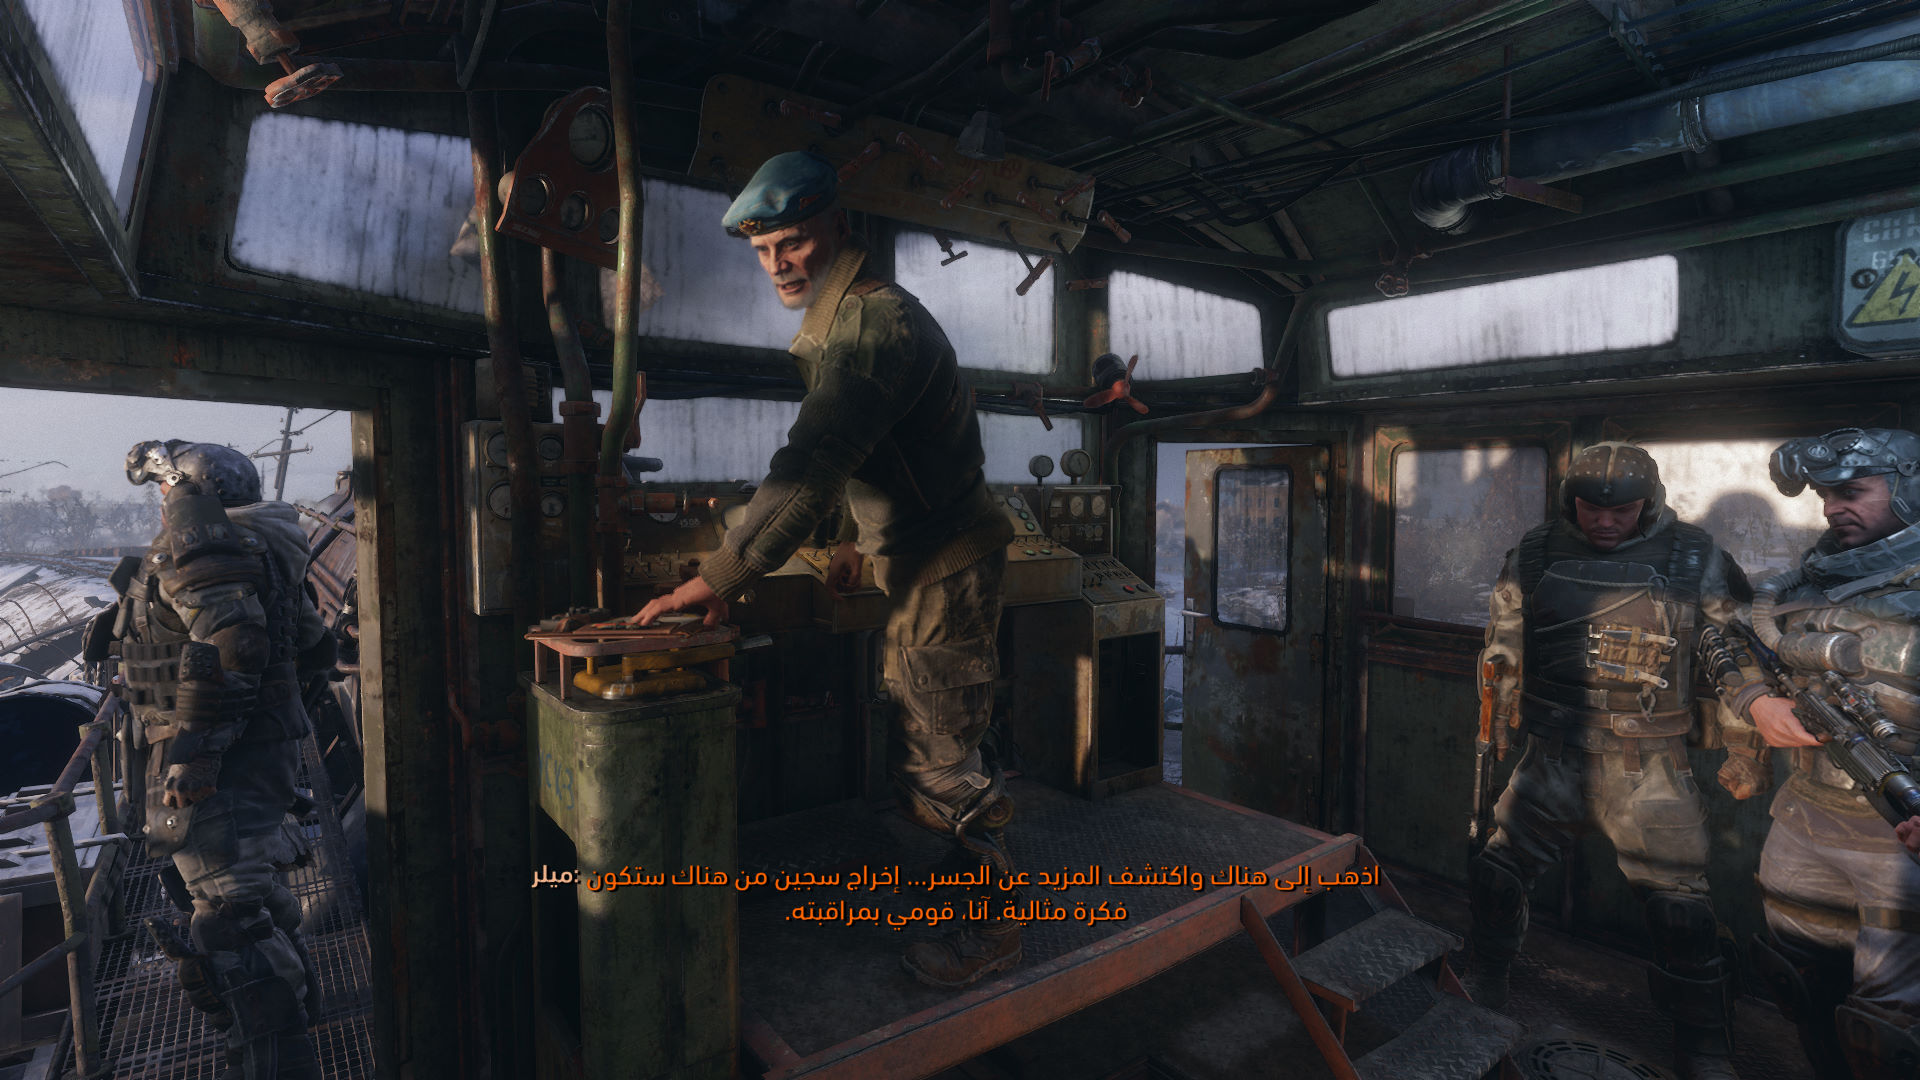 ميلر: اذهب إلى هناك واكتشف المزيد عن الجسر... إخراج سجين من هناك ستكون
فكرة مثالية. آنا، قومي بمراقبته.